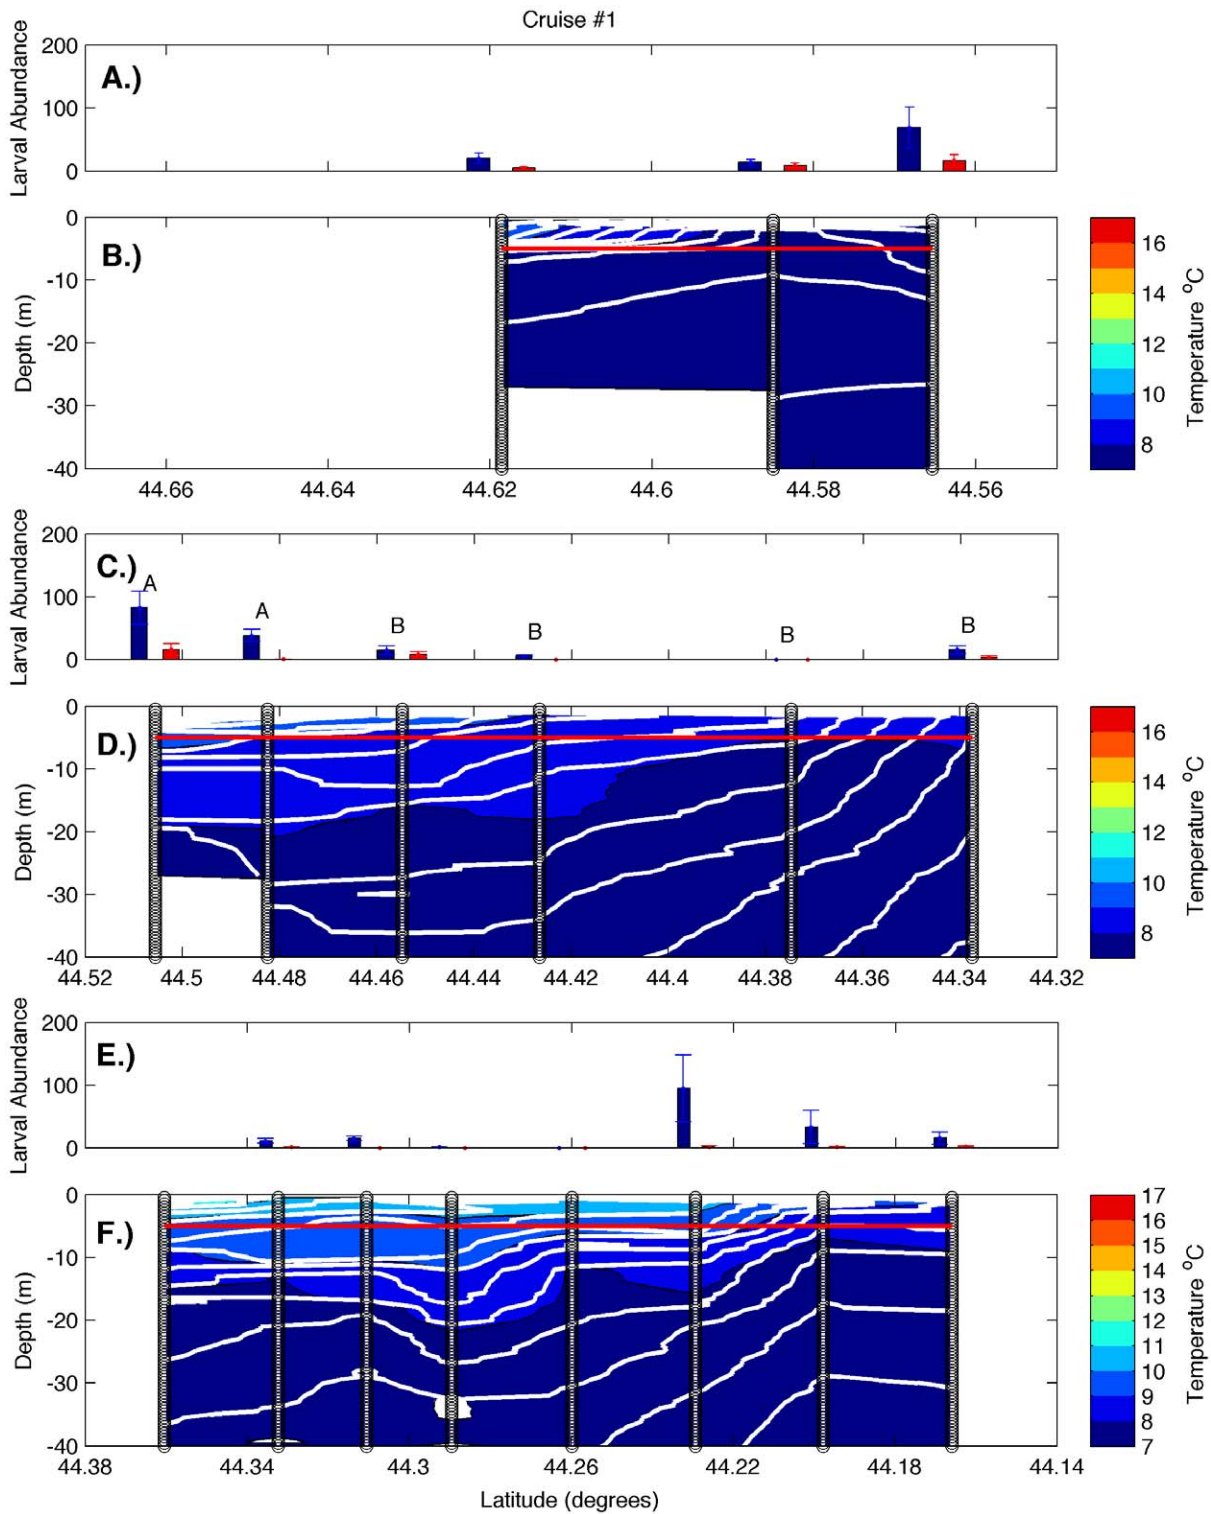 Cruise #1
Larval Abundance
200
100
0
A.)
Depth (m)
0
-10
-20
-30
-40
B.)
44.66 44.64 44.62 44.6 44.58 44.56
16
14
12
10
8
Temperature °C
Larval Abundance
200
100
0
C.)
A A B B B B
Depth (m)
0
-10
-20
-30
-40
D.)
44.52 44.5 44.48 44.46 44.44 44.42 44.4 44.38 44.36 44.34 44.32
16
14
12
10
8
Temperature °C
Larval Abundance
200
100
0
E.)
Depth (m)
0
-10
-20
-30
-40
F.)
44.38 44.34 44.3 44.26 44.22 44.18 44.14
Latitude (degrees)
17
16
15
14
13
12
11
10
9
8
7
Temperature °C